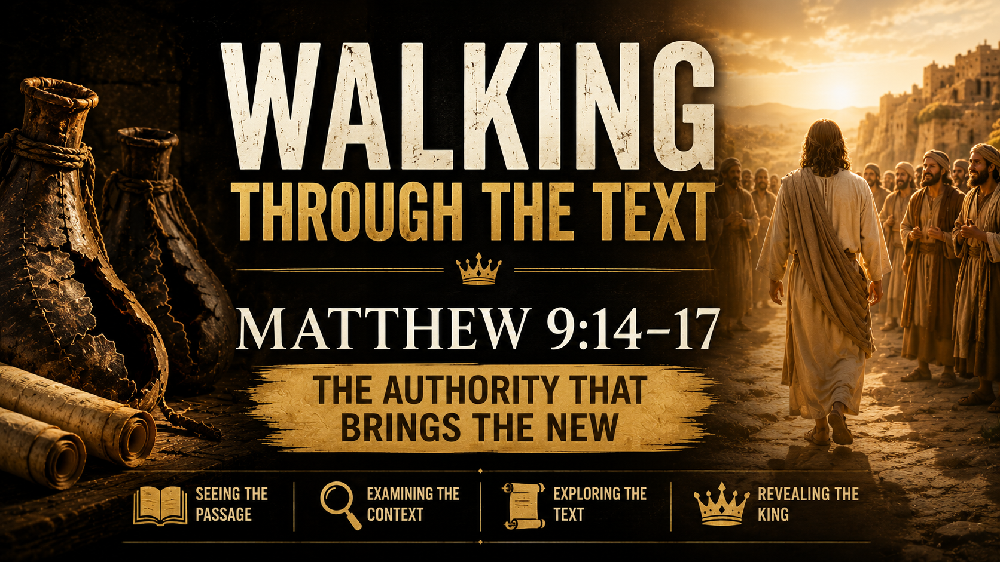 WALKING
THROUGH THE TEXT
MATTHEW 9:14–17
THE AUTHORITY THAT
BRINGS THE NEW
SEEING THE
PASSAGE
EXAMINING THE
CONTEXT
EXPLORING THE
TEXT
REVEALING THE
KING